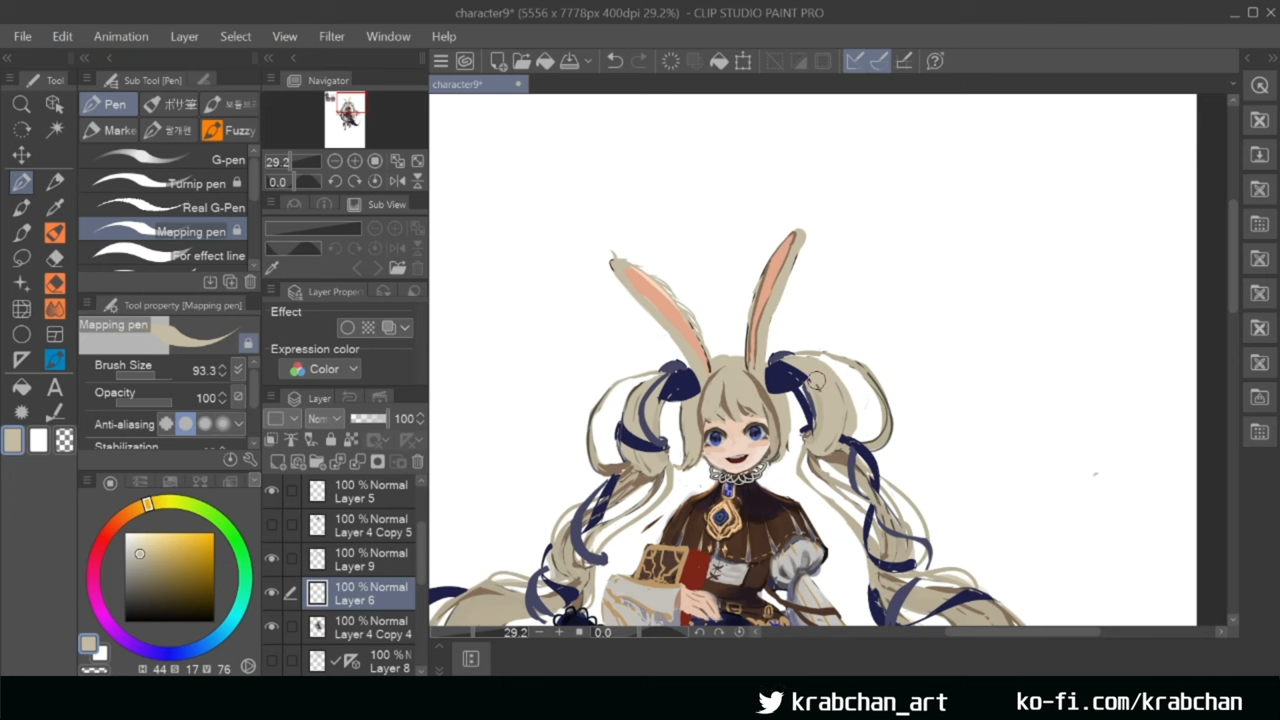 character9* (5556 x 7778px 400dpi 29.2%) - CLIP STUDIO PAINT PRO
File Edit Animation Layer Select View Filter Window Help
Tool
Sub Tool [Pen]
Navigator
character9*
Pen
ボサ筆
Marke
Fuzzy
G-pen
Turnip pen
Real G-Pen
Mapping pen
For effect line
29.2
0.0
Sub View
Tool property [Mapping pen]
Mapping pen
Brush Size 93.3
Opacity 100
Anti-aliasing
Stabilization
Layer Proper
Effect
Expression color
Color
Layer
Nor 100
100 % Normal
Layer 5
100 % Normal
Layer 4 Copy 5
100 % Normal
Layer 9
100 % Normal
Layer 6
100 % Normal
Layer 4 Copy 4
100 % N
Layer 8
H 44 S 17 V 76
29.2 0.0
krabchan_art ko-fi.com/krabchan